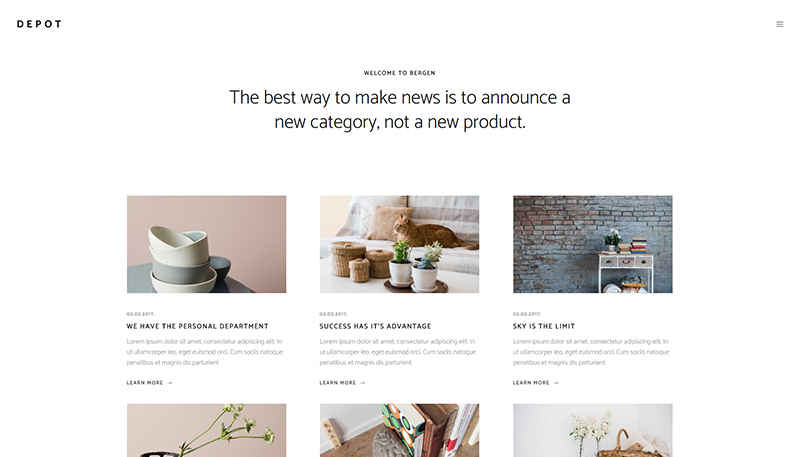 DEPOT
WELCOME TO BERGEN
The best way to make news is to announce a
new category, not a new product.
02.02.2017.
WE HAVE THE PERSONAL DEPARTMENT
Lorem ipsum dolor sit amet, consectetur adipiscing elit. In
ut ullamcorper leo, eget euismod orci. Cum sociis natoque
penatibus et magnis dis parturient
LEARN MORE →
02.02.2017.
SUCCESS HAS IT'S ADVANTAGE
Lorem ipsum dolor sit amet, consectetur adipiscing elit. In
ut ullamcorper leo, eget euismod orci. Cum sociis natoque
penatibus et magnis dis parturient
LEARN MORE →
02.02.2017.
SKY IS THE LIMIT
Lorem ipsum dolor sit amet, consectetur adipiscing elit. In
ut ullamcorper leo, eget euismod orci. Cum sociis natoque
penatibus et magnis dis parturient
LEARN MORE →